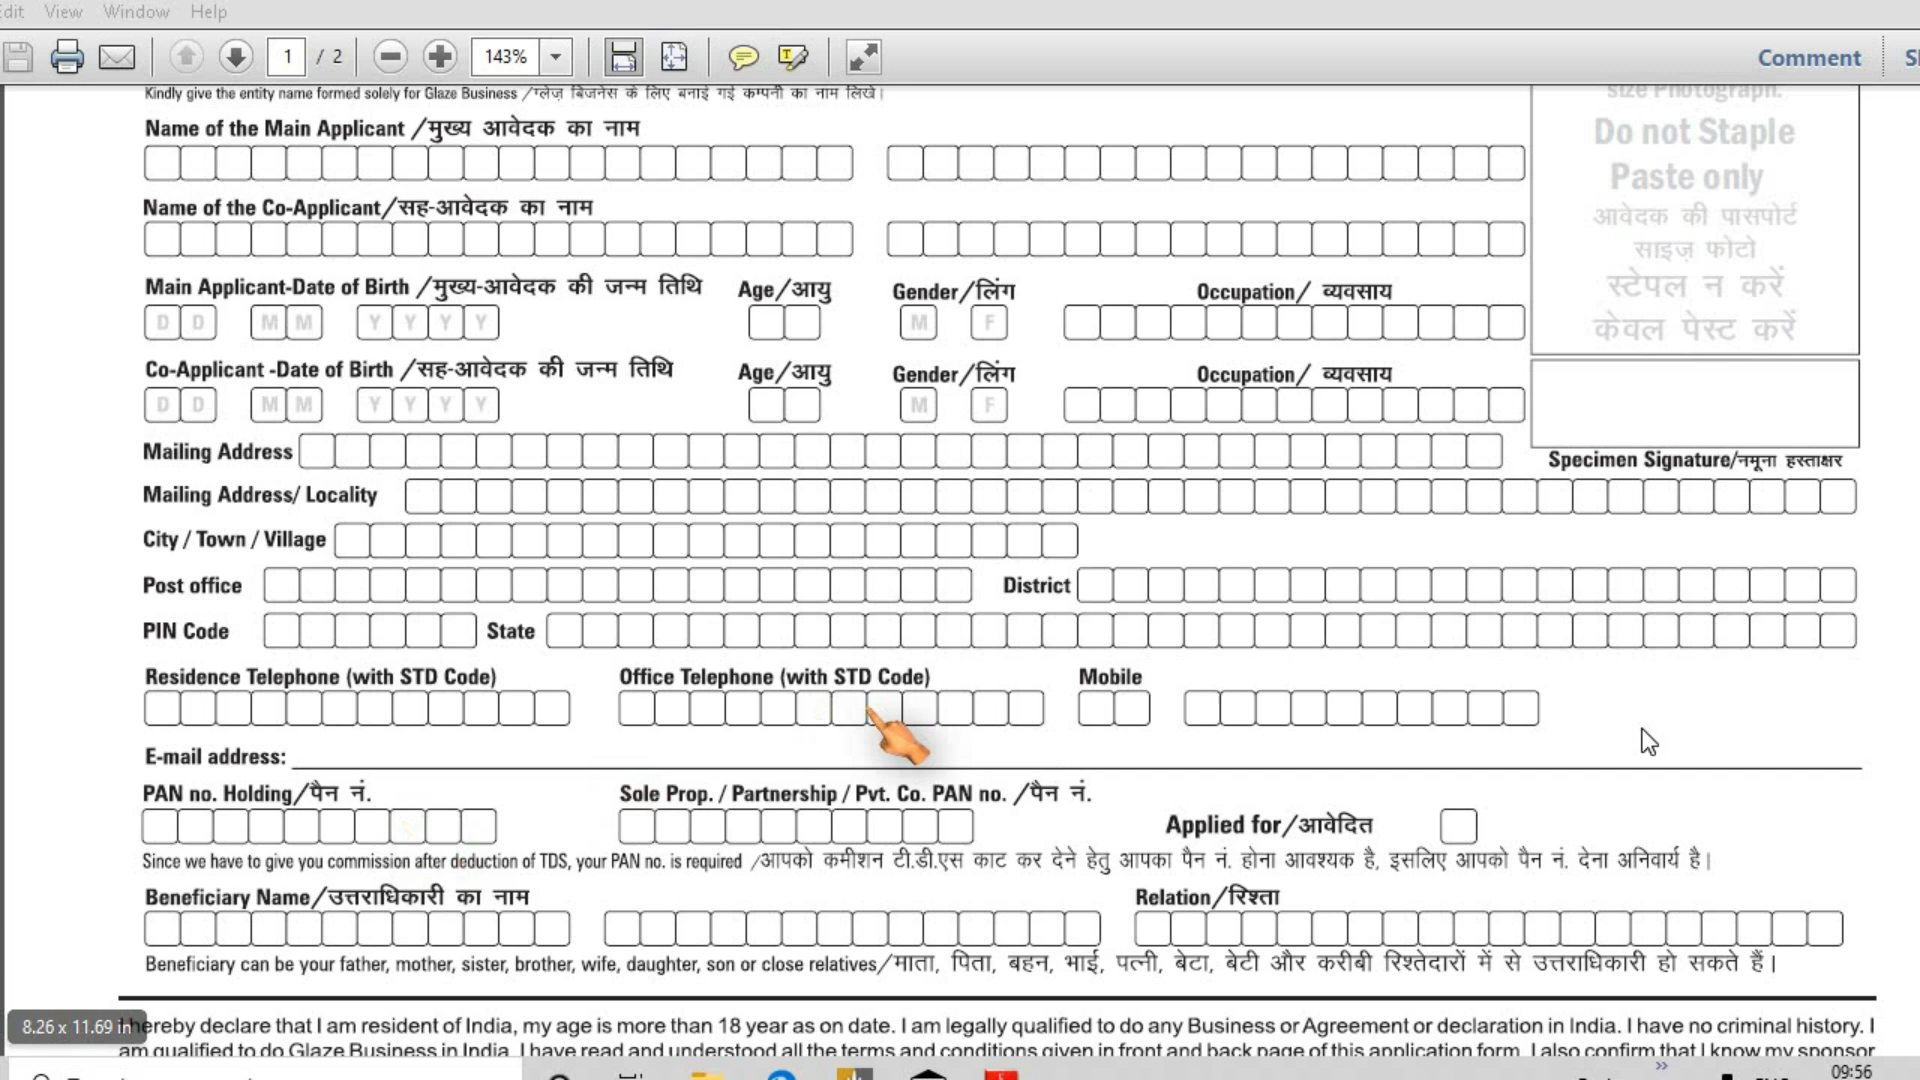 View Window Help
1 / 2 143% Comment
Kindly give the entity name formed solely for Glaze Business /ग्लेज़ बिजनेस के लिए बनाई गई कम्पनी का नाम लिखे।
size Photograph.
Name of the Main Applicant /मुख्य आवेदक का नाम
Do not Staple
Paste only
Name of the Co-Applicant/सह-आवेदक का नाम
आवेदक की पासपोर्ट
साइज़ फोटो
स्टेपल न करें
केवल पेस्ट करें
Main Applicant-Date of Birth /मुख्य-आवेदक की जन्म तिथि Age/आयु Gender/लिंग Occupation/ व्यवसाय
D D M M Y Y Y Y M F
Co-Applicant -Date of Birth /सह-आवेदक की जन्म तिथि Age/आयु Gender/लिंग Occupation/ व्यवसाय
D D M M Y Y Y Y M F
Mailing Address
Specimen Signature/नमूना हस्ताक्षर
Mailing Address/ Locality
City / Town / Village
Post office District
PIN Code State
Residence Telephone (with STD Code) Office Telephone (with STD Code) Mobile
E-mail address:
PAN no. Holding/पैन नं. Sole Prop. / Partnership / Pvt. Co. PAN no. /पैन नं.
Applied for/आवेदित
Since we have to give you commission after deduction of TDS, your PAN no. is required /आपको कमीशन टी.डी.एस काट कर देने हेतु आपका पैन नं. होना आवश्यक है, इसलिए आपको पैन नं. देना अनिवार्य है।
Beneficiary Name/उत्तराधिकारी का नाम Relation/रिश्ता
Beneficiary can be your father, mother, sister, brother, wife, daughter, son or close relatives/माता, पिता, बहन, भाई, पत्नी, बेटा, बेटी और करीबी रिश्तेदारों में से उत्तराधिकारी हो सकते हैं।
8.26 x 11.69 in
hereby declare that I am resident of India, my age is more than 18 year as on date. I am legally qualified to do any Business or Agreement or declaration in India. I have no criminal history. I
am qualified to do Glaze Business in India. I have read and understood all the terms and conditions given in front and back page of this application form. I also confirm that I know my sponsor
09:56